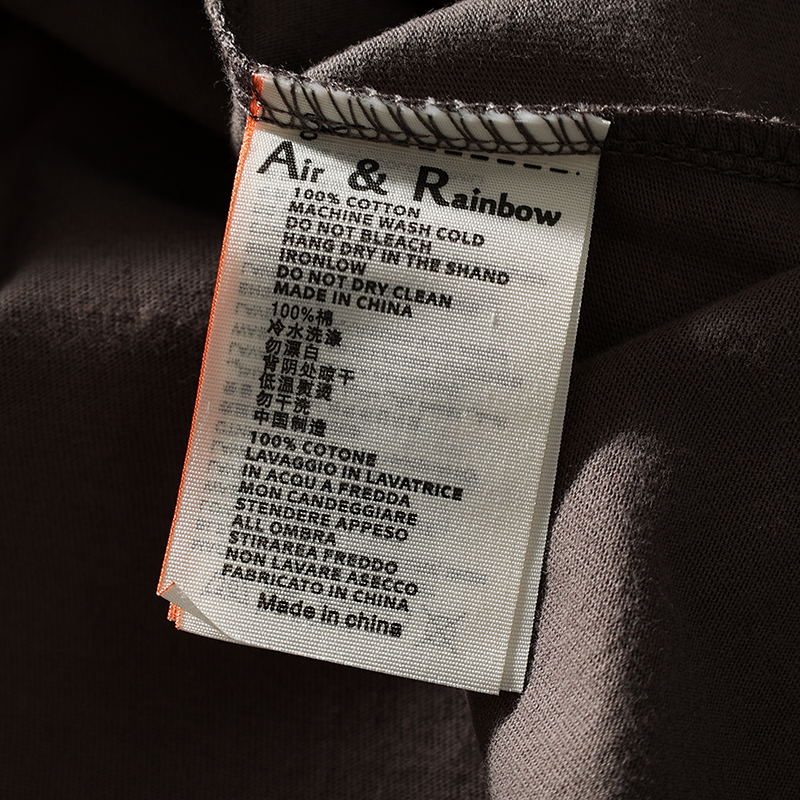 Air & Rainbow
100% COTTON
MACHINE WASH COLD
DO NOT BLEACH
HANG DRY IN THE SHAND
IRONLOW
DO NOT DRY CLEAN
MADE IN CHINA
100%棉
冷水洗涤
勿漂白
背阴处晾干
低温熨烫
勿干洗
中国制造
100% COTONE
LAVAGGIO IN LAVATRICE
IN ACQU A FREDDA
MON CANDEGGIARE
STENDERE APPESO
ALL OMBRA
STIRAREA FREDDO
NON LAVARE ASECCO
FABRICATO IN CHINA
Made in china